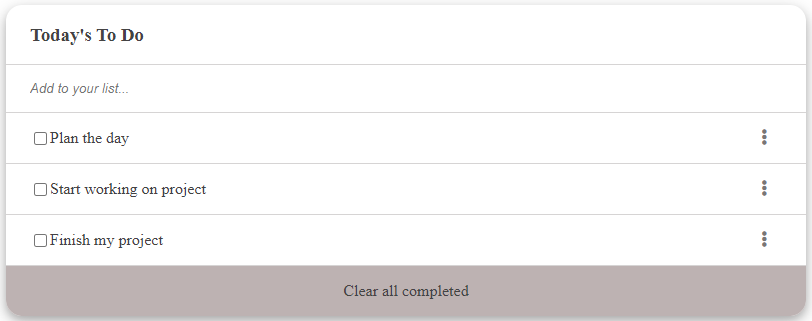 Today's To Do
Add to your list...
Plan the day
Start working on project
Finish my project
Clear all completed